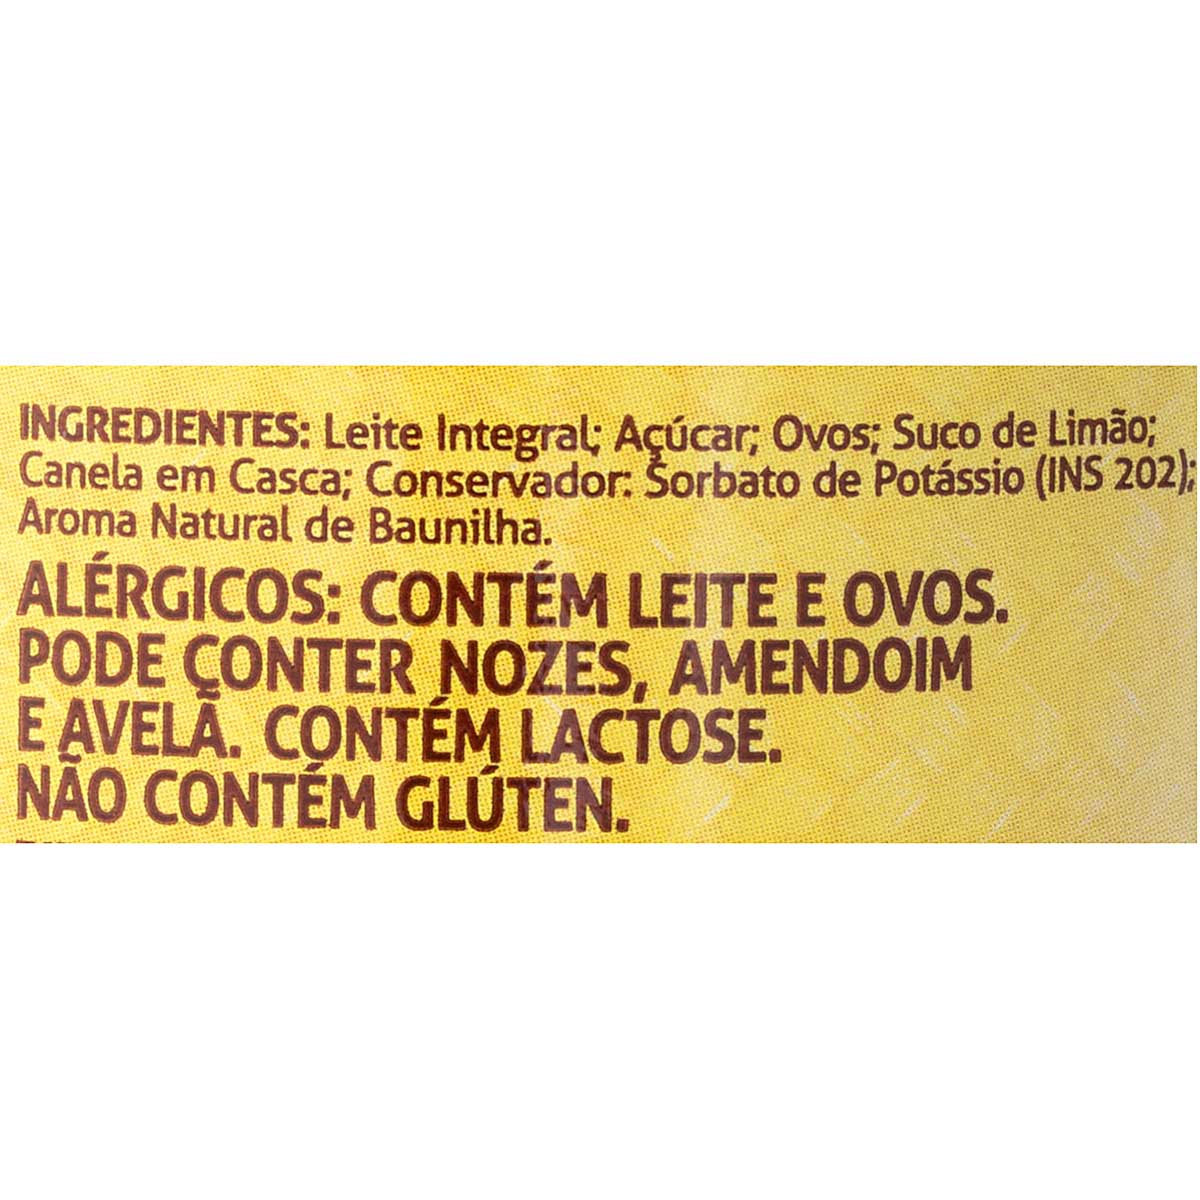 INGREDIENTES: Leite Integral; Açúcar; Ovos; Suco de Limão;
Canela em Casca; Conservador: Sorbato de Potássio (INS 202);
Aroma Natural de Baunilha.
ALÉRGICOS: CONTÉM LEITE E OVOS.
PODE CONTER NOZES, AMENDOIM
E AVELÃ. CONTÉM LACTOSE.
NÃO CONTÉM GLÚTEN.